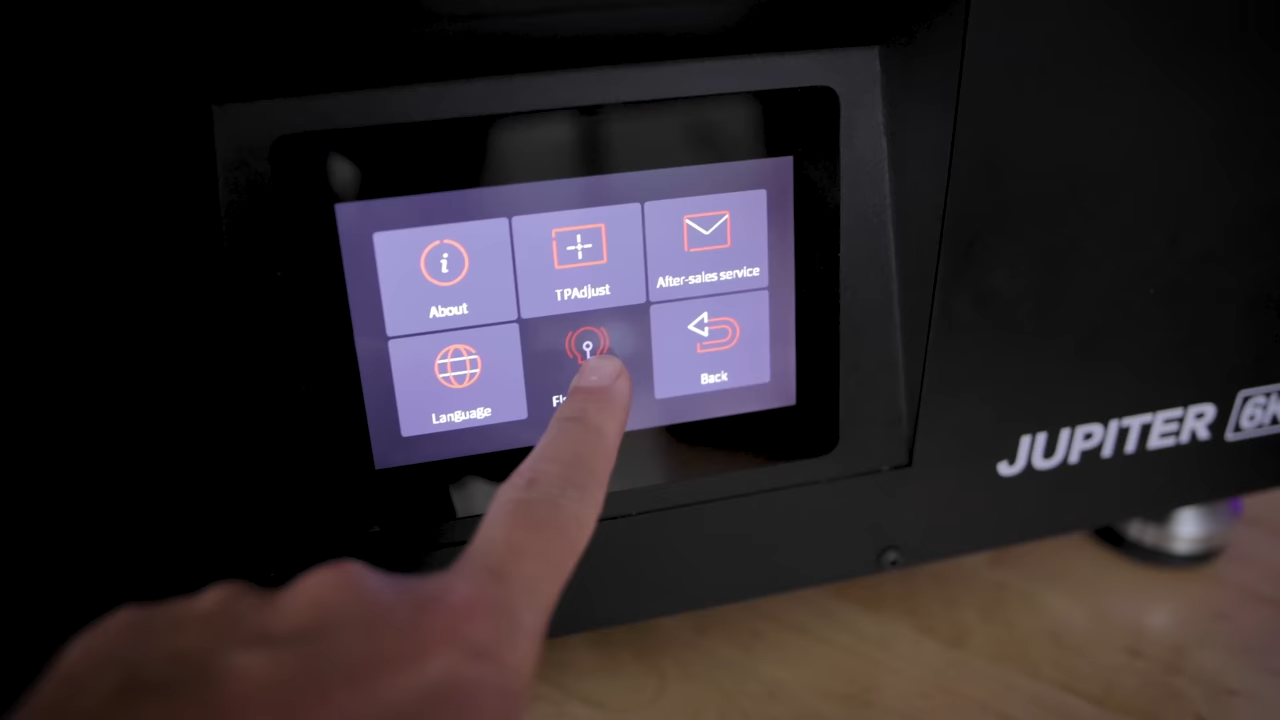 About
TPAdjust
After-sales service
Language
Back
JUPITER